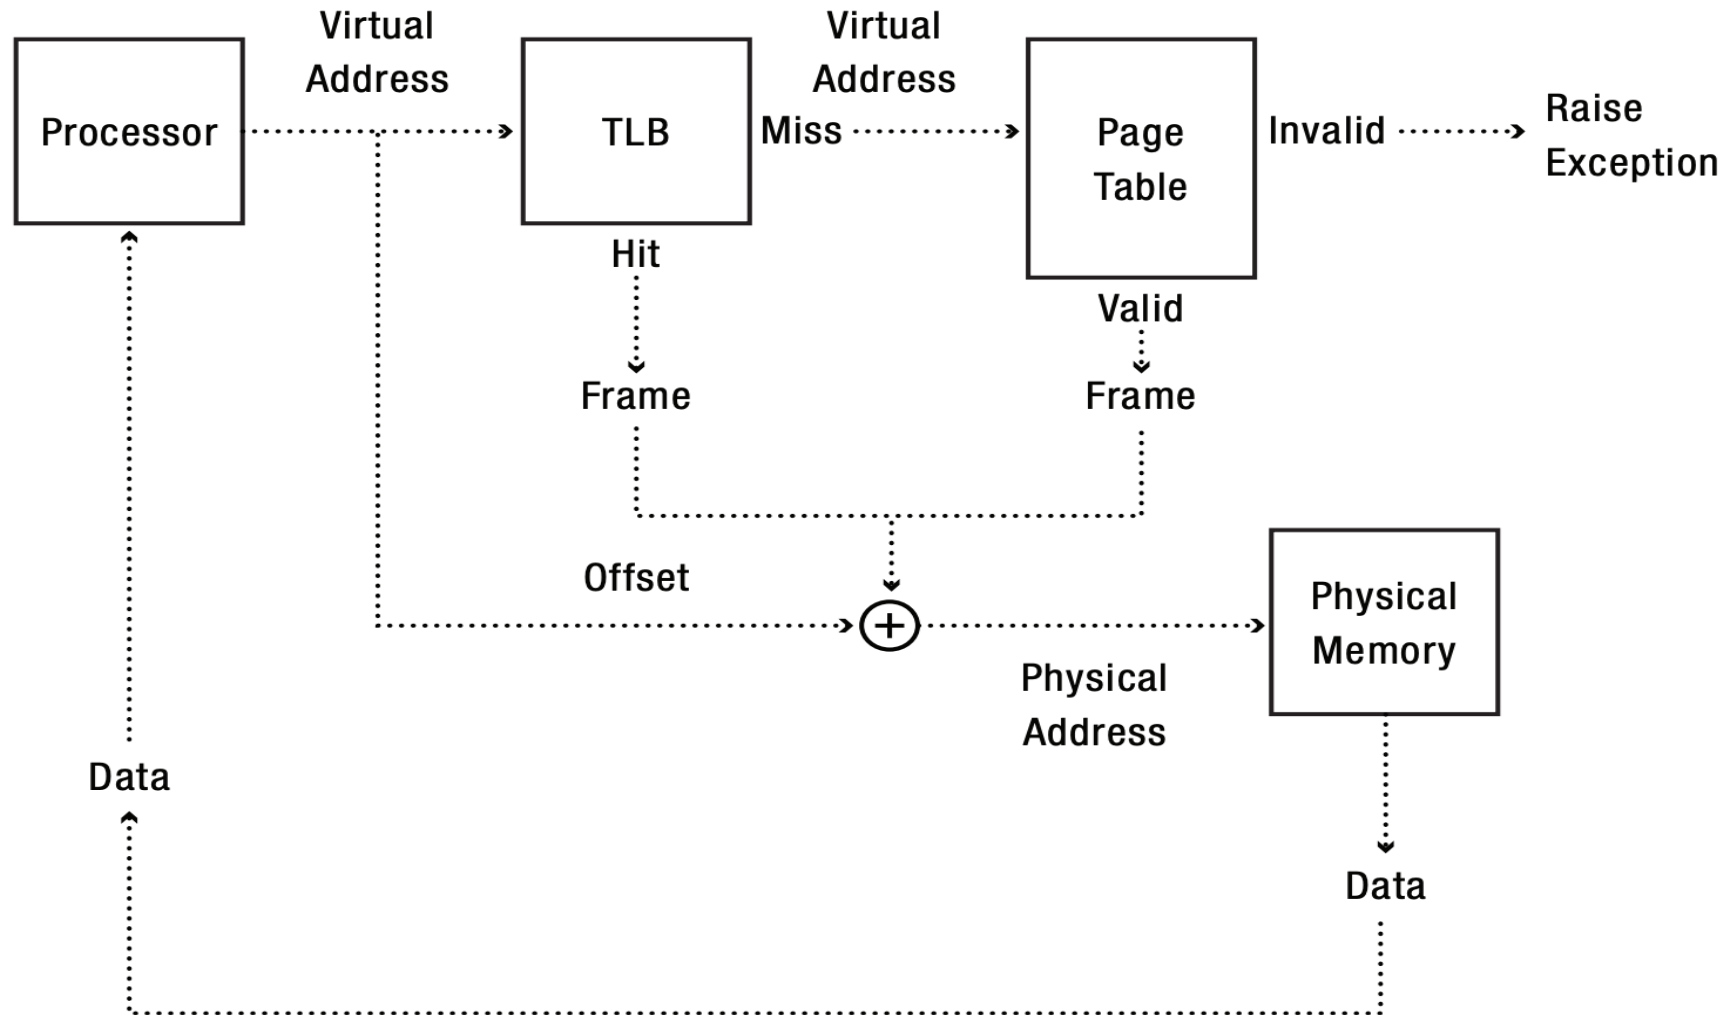 Virtual
Address
Virtual
Address
Processor
TLB
Miss
Page
Table
Invalid
Raise
Exception
Hit
Valid
Frame
Frame
Offset
+
Physical
Memory
Physical
Address
Data
Data